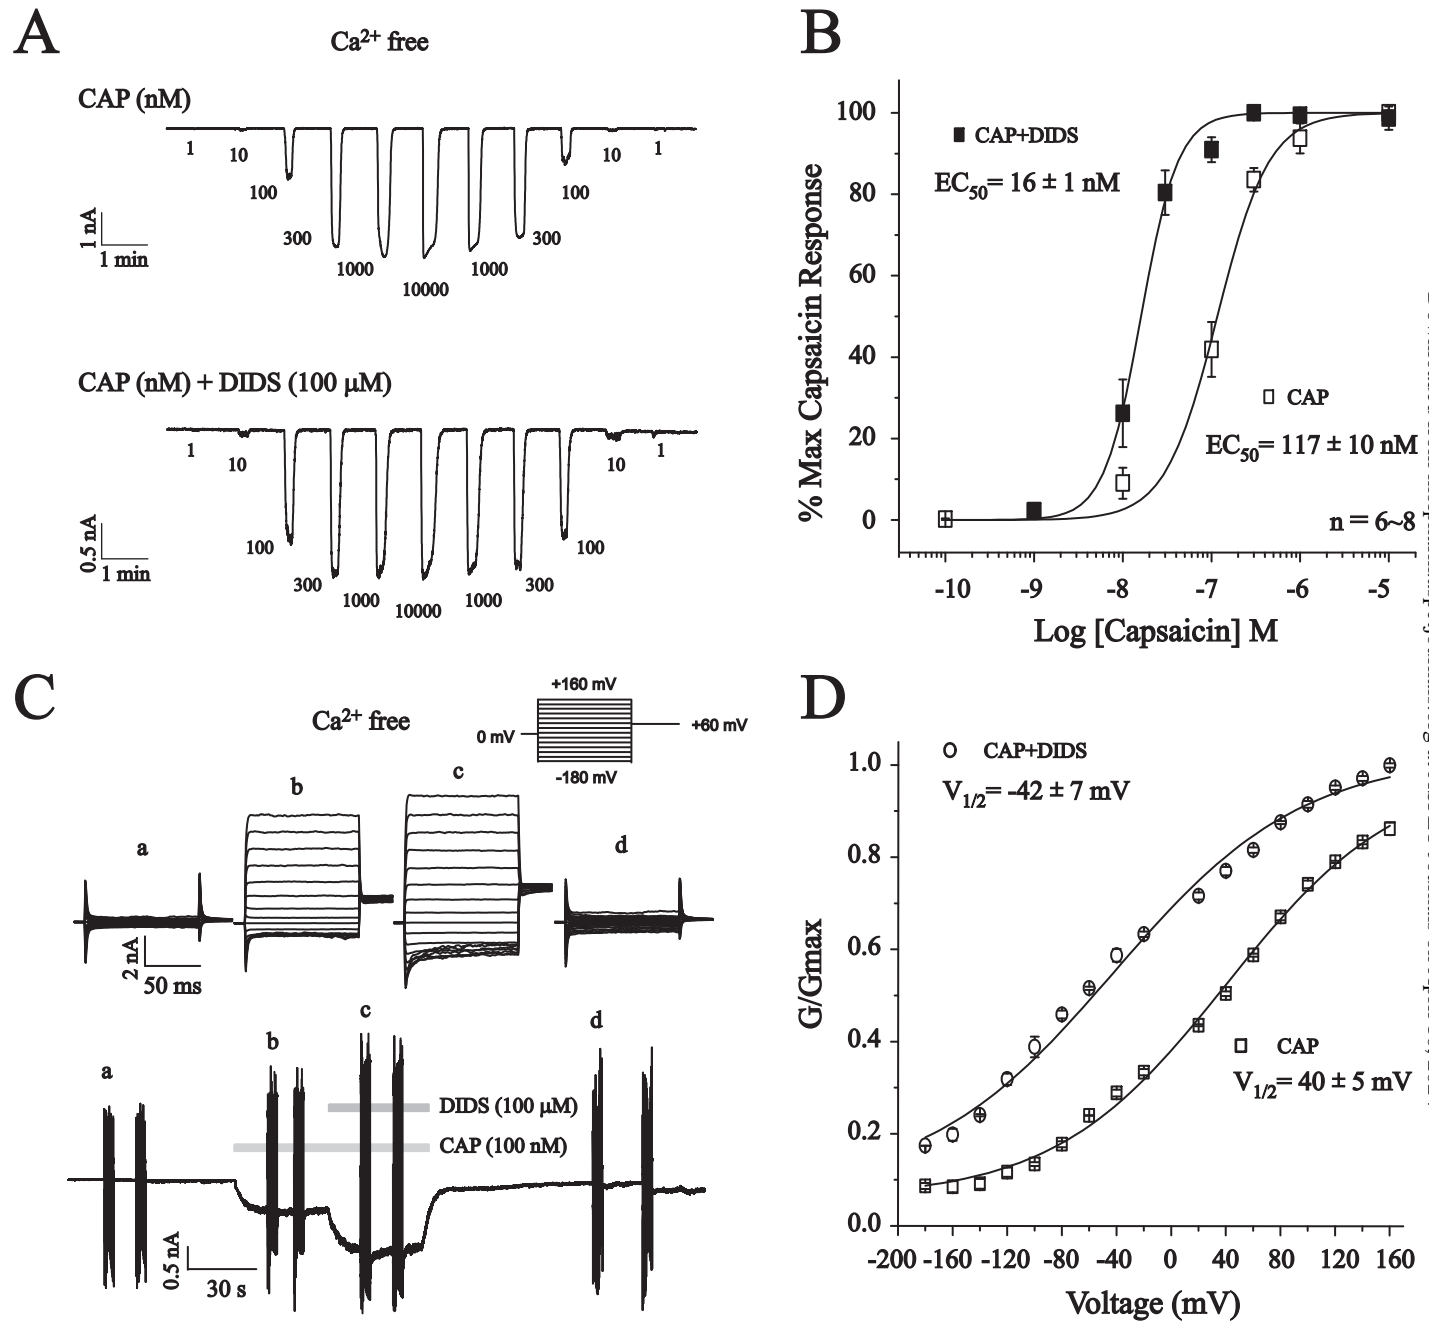 A
Ca2+ free
CAP (nM)
1
10
100
300
1000
10000
1000
300
100
10
1
1 nA
1 min
CAP (nM) + DIDS (100 μM)
1
10
100
300
1000
10000
1000
300
100
10
1
0.5 nA
1 min
B
% Max Capsaicin Response
100
80
60
40
20
0
CAP+DIDS
EC50= 16 ± 1 nM
CAP
EC50= 117 ± 10 nM
n = 6~8
-10
-9
-8
-7
-6
-5
Log [Capsaicin] M
C
Ca2+ free
+160 mV
0 mV
+60 mV
-180 mV
a
b
c
d
2 nA
50 ms
a
b
c
d
DIDS (100 μM)
CAP (100 nM)
0.5 nA
30 s
D
G/Gmax
1.0
0.8
0.6
0.4
0.2
0.0
CAP+DIDS
V1/2= -42 ± 7 mV
CAP
V1/2= 40 ± 5 mV
-200
-160
-120
-80
-40
0
40
80
120
160
Voltage (mV)